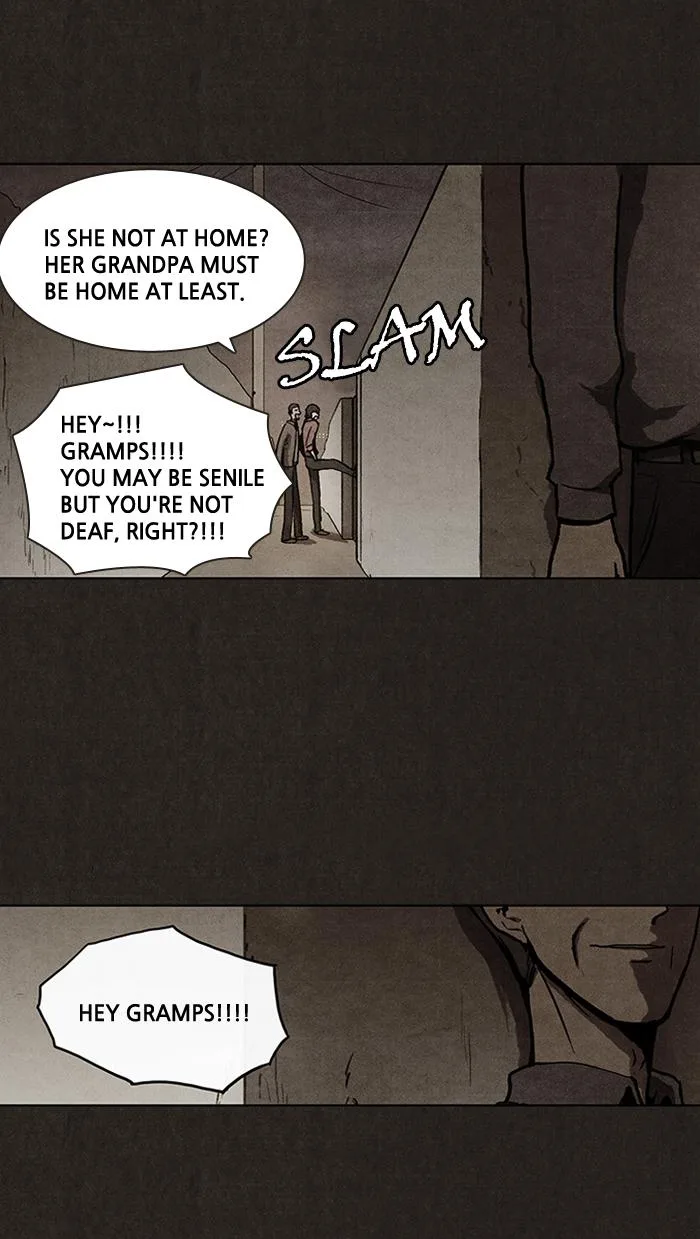 IS SHE NOT AT HOME?
HER GRANDPA MUST
BE HOME AT LEAST.
SLAM
HEY~!!!
GRAMPS!!!!
YOU MAY BE SENILE
BUT YOU'RE NOT
DEAF, RIGHT?!!!
HEY GRAMPS!!!!